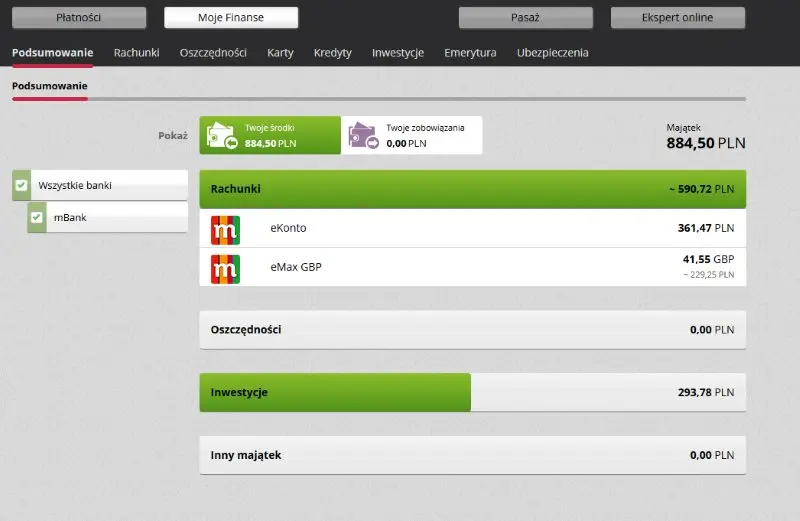 Płatności
Moje Finanse
Pasaż
Ekspert online
Podsumowanie
Rachunki
Oszczędności
Karty
Kredyty
Inwestycje
Emerytura
Ubezpieczenia
Podsumowanie
Pokaż
Twoje środki
884,50 PLN
Twoje zobowiązania
0,00 PLN
Majątek
884,50 PLN
Wszystkie banki
mBank
Rachunki
~ 590,72 PLN
m
eKonto
361,47 PLN
m
eMax GBP
41,55 GBP
~ 229,25 PLN
Oszczędności
0,00 PLN
Inwestycje
293,78 PLN
Inny majątek
0,00 PLN